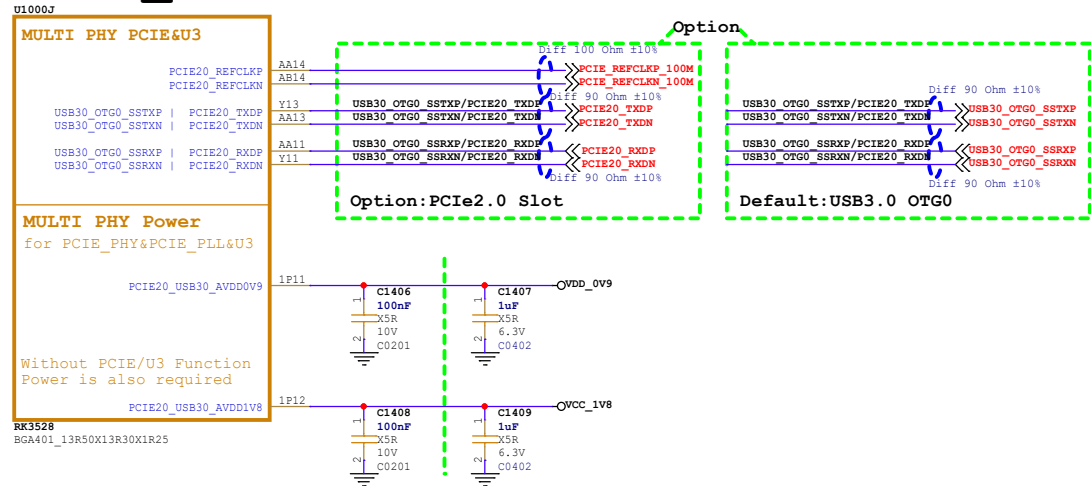 U1000J
MULTI PHY PCIE&U3
PCIE20_REFCLKP
PCIE20_REFCLKN
USB30_OTG0_SSTXP | PCIE20_TXDP
USB30_OTG0_SSTXN | PCIE20_TXDN
USB30_OTG0_SSRXP | PCIE20_RXDP
USB30_OTG0_SSRXN | PCIE20_RXDN
AA14
AB14
Y13
AA13
AA11
Y11
Option
Diff 100 Ohm ±10%
PCIE_REFCLKP_100M
PCIE_REFCLKN_100M
Diff 90 Ohm ±10%
USB30_OTG0_SSTXP/PCIE20_TXDP
PCIE20_TXDP
USB30_OTG0_SSTXN/PCIE20_TXDN
PCIE20_TXDN
USB30_OTG0_SSRXP/PCIE20_RXDP
PCIE20_RXDP
USB30_OTG0_SSRXN/PCIE20_RXDN
PCIE20_RXDN
Diff 90 Ohm ±10%
Option:PCIe2.0 Slot
Diff 90 Ohm ±10%
USB30_OTG0_SSTXP/PCIE20_TXDP
USB30_OTG0_SSTXP
USB30_OTG0_SSTXN/PCIE20_TXDN
USB30_OTG0_SSTXN
USB30_OTG0_SSRXP/PCIE20_RXDP
USB30_OTG0_SSRXP
USB30_OTG0_SSRXN/PCIE20_RXDN
USB30_OTG0_SSRXN
Diff 90 Ohm ±10%
Default:USB3.0 OTG0
MULTI PHY Power
for PCIE_PHY&PCIE_PLL&U3
PCIE20_USB30_AVDD0V9
1P11
VDD_0V9
1
C1406
100nF
X5R
10V
2
C0201
1
C1407
1uF
X5R
6.3V
2
C0402
Without PCIE/U3 Function
Power is also required
PCIE20_USB30_AVDD1V8
1P12
VCC_1V8
1
C1408
100nF
X5R
10V
2
C0201
1
C1409
1uF
X5R
6.3V
2
C0402
RK3528
BGA401_13R50X13R30X1R25